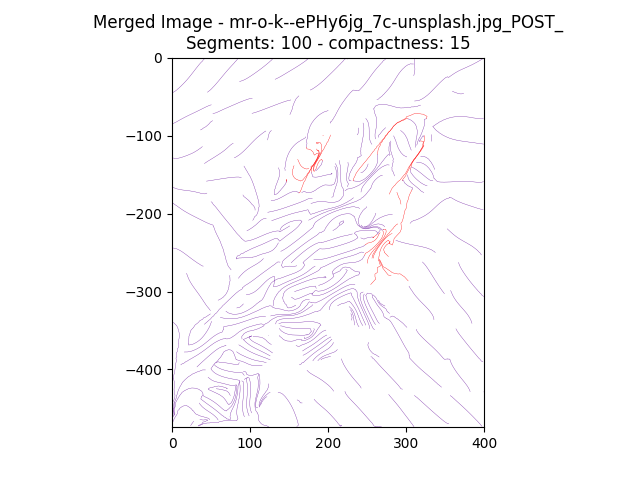 Merged Image - mr-o-k--ePHy6jg_7c-unsplash.jpg_POST_
Segments: 100 - compactness: 15
0
−100
−200
−300
−400
0 100 200 300 400